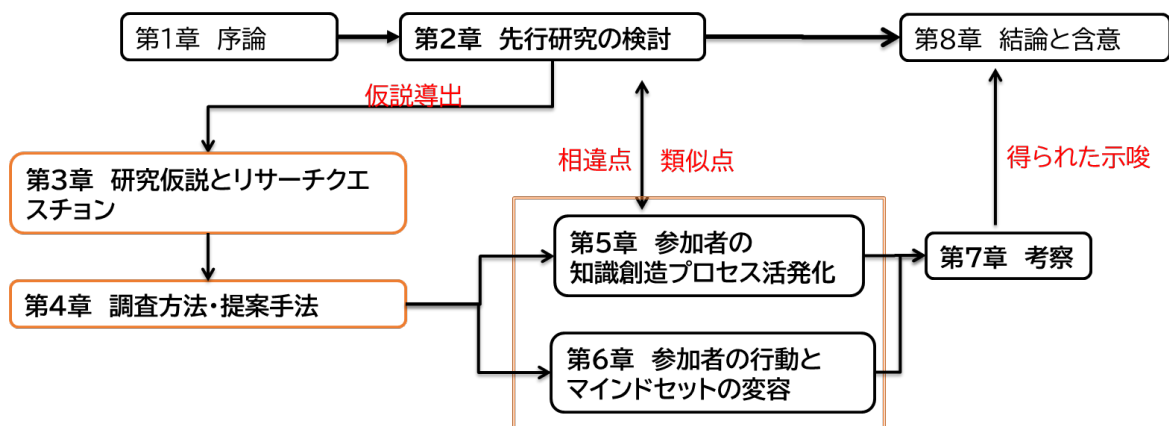 第1章 序論
第2章 先行研究の検討
第8章 結論と含意
仮説導出
相違点
類似点
得られた示唆
第3章 研究仮説とリサーチクエ
スチョン
第4章 調査方法・提案手法
第5章 参加者の
知識創造プロセス活発化
第7章 考察
第6章 参加者の行動と
マインドセットの変容